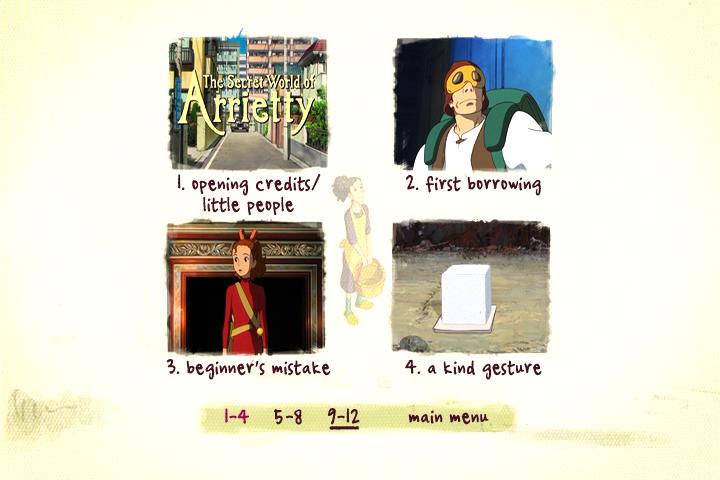 The Secret World of
Arrietty
1. opening credits/
little people
2. first borrowing
3. beginner's mistake
4. a kind gesture
1-4 5-8 9-12 main menu